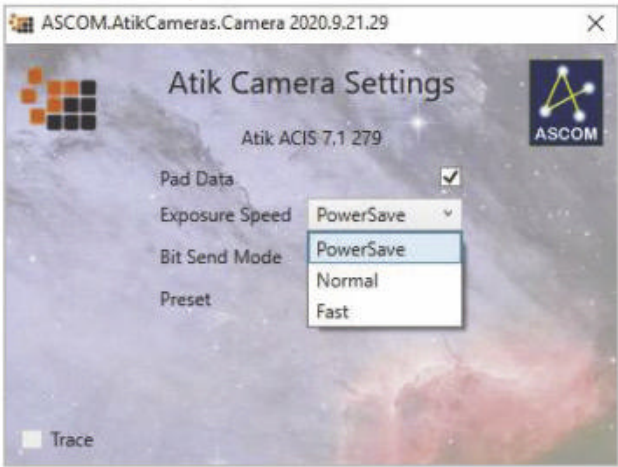 ASCOM.AtikCameras.Camera 2020.9.21.29
Atik Camera Settings
ASCOM
Atik ACIS 7.1 279
Pad Data
Exposure Speed PowerSave
PowerSave
Bit Send Mode
Normal
Preset
Fast
Trace